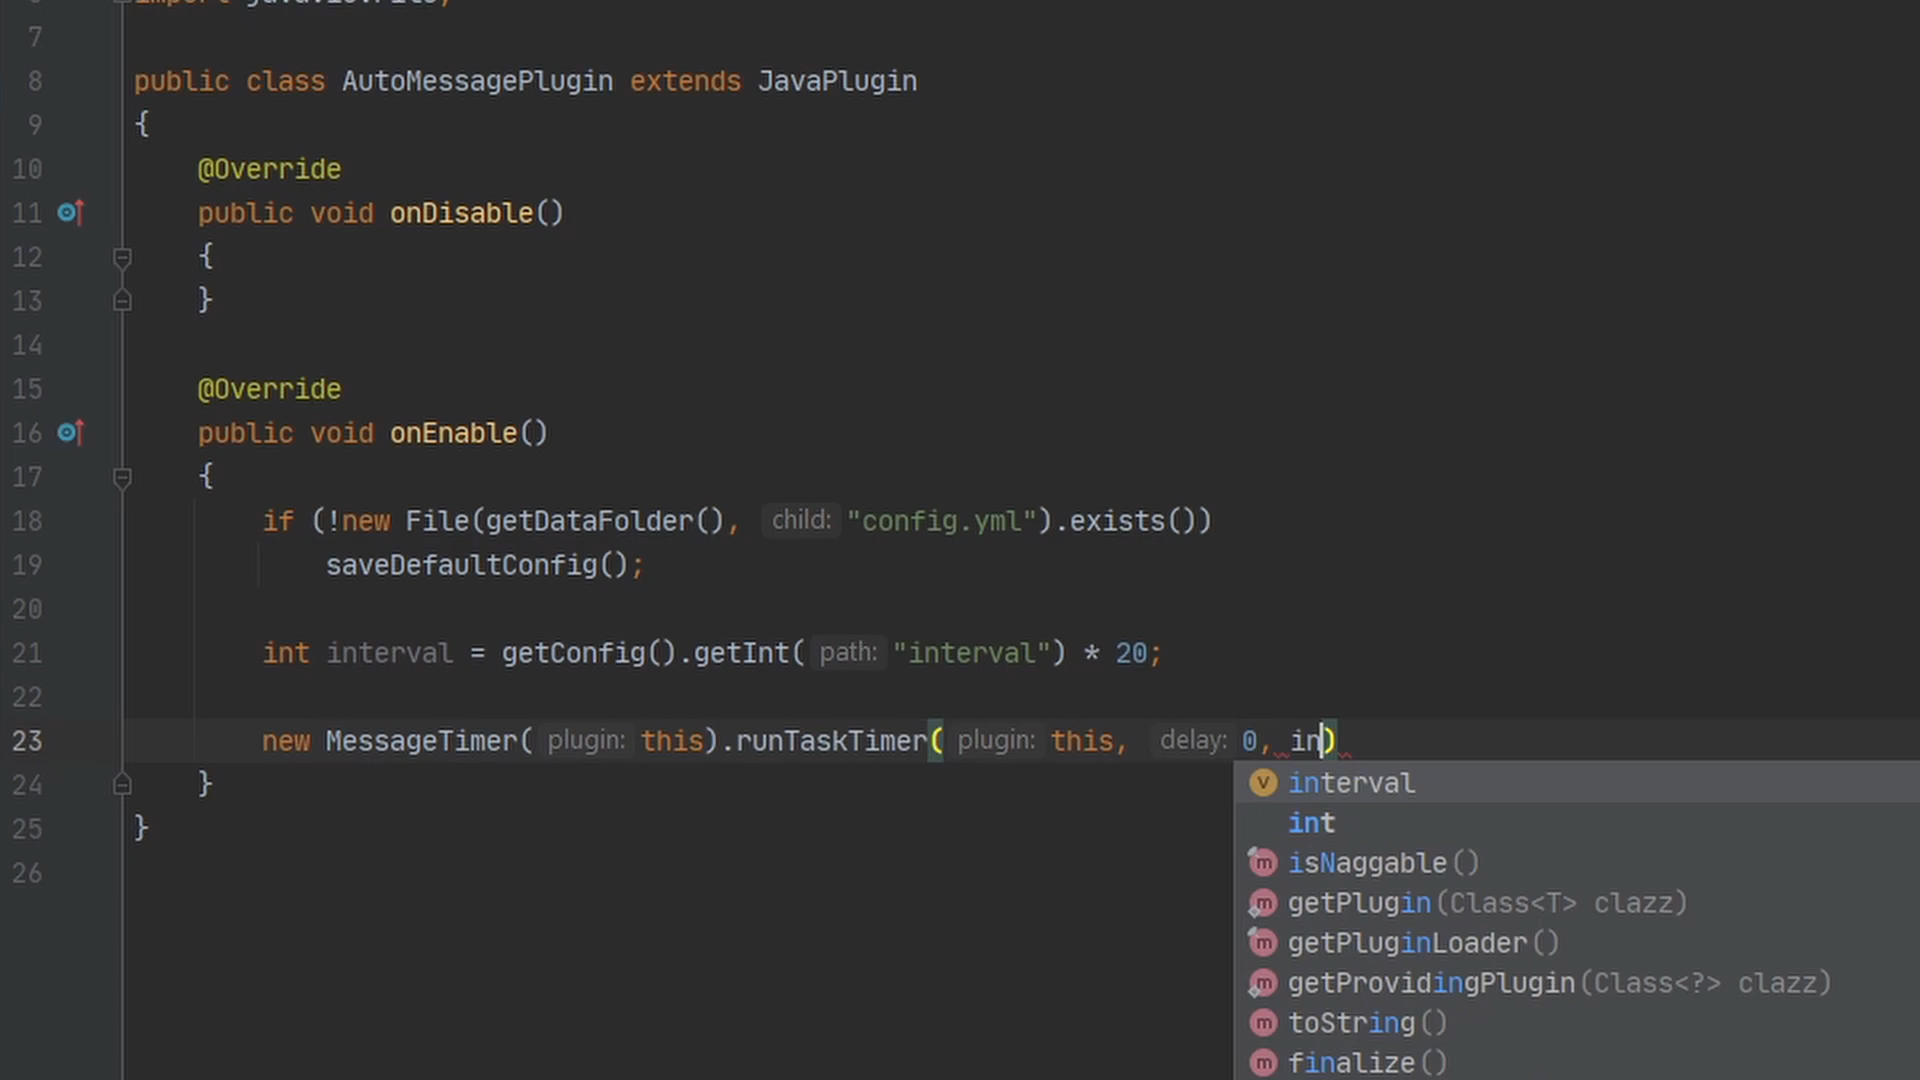 7
8 public class AutoMessagePlugin extends JavaPlugin
9 {
10 @Override
11 public void onDisable()
12 {
13 }
14
15 @Override
16 public void onEnable()
17 {
18 if (!new File(getDataFolder(), child: "config.yml").exists())
19 saveDefaultConfig();
20
21 int interval = getConfig().getInt( path: "interval") * 20;
22
23 new MessageTimer( plugin: this).runTaskTimer( plugin: this, delay: 0, in)
v interval
24 }
int
25 }
m isNaggable()
26
m getPlugin(Class<T> clazz)
m getPluginLoader()
m getProvidingPlugin(Class<?> clazz)
m toString()
m finalize()